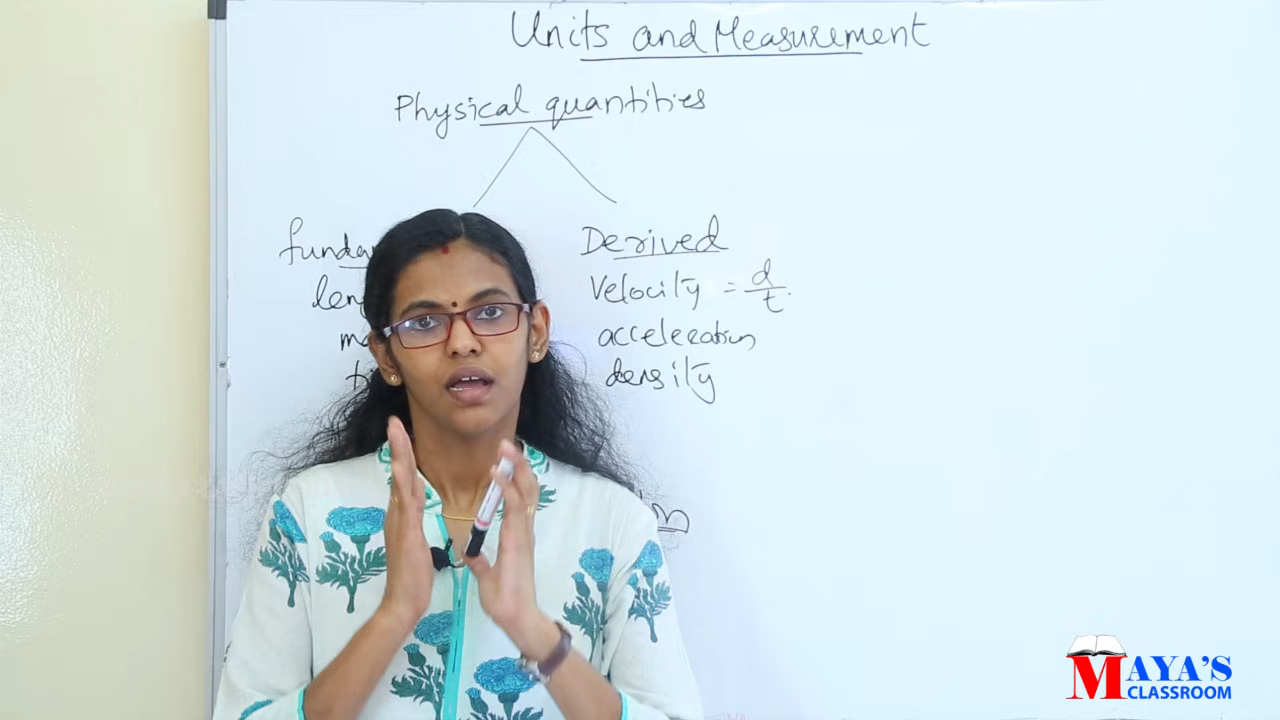 Units and Measurement
Physical quantities
Derived
Velocity = d/t.
acceleration
density
MAYA'S
CLASSROOM